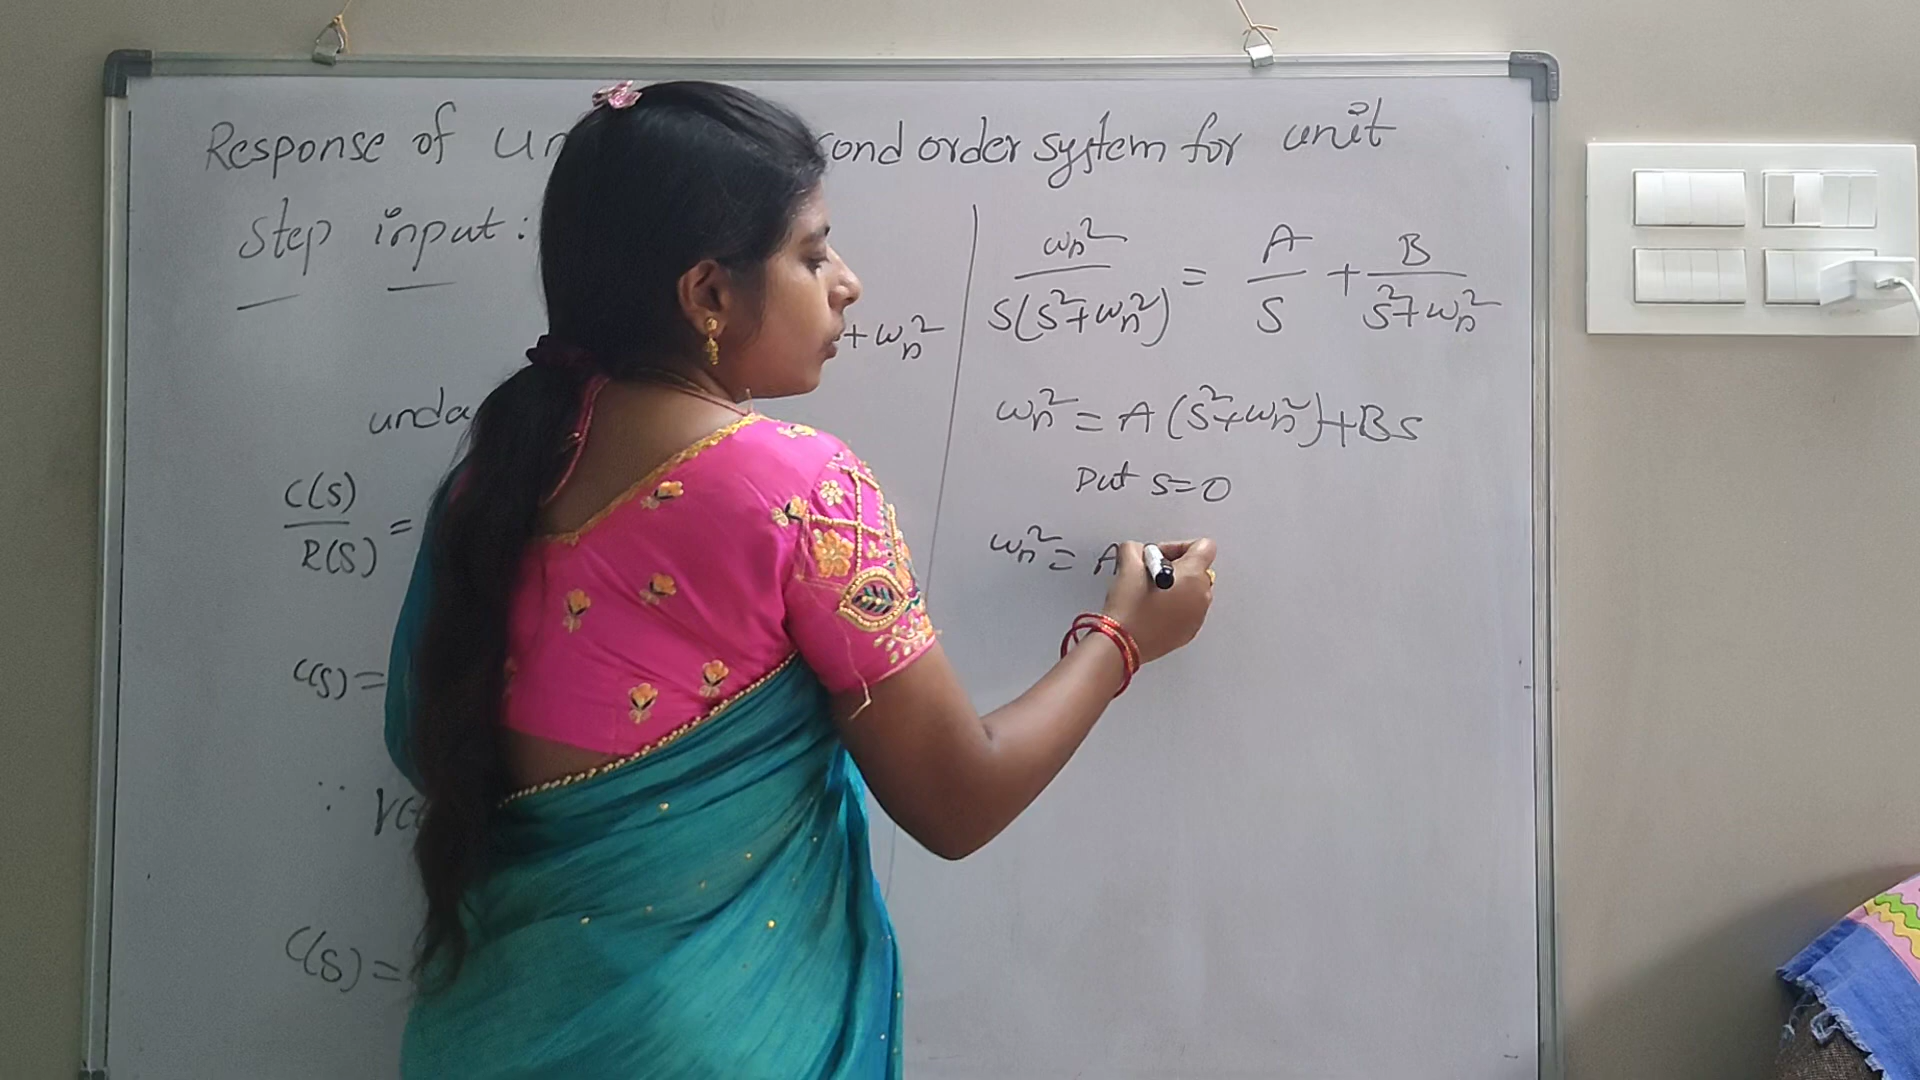 Response of un ond order system for unit
Step input :
+ ωn²
unda
C(S)/R(S) =
C(S) =
∵ r(t
C(S) =
ωn²/S(S²+ωn²) = A/S + B/S²+ωn²
ωn² = A(S²+ωn²)+BS
Put S=0
ωn² = A